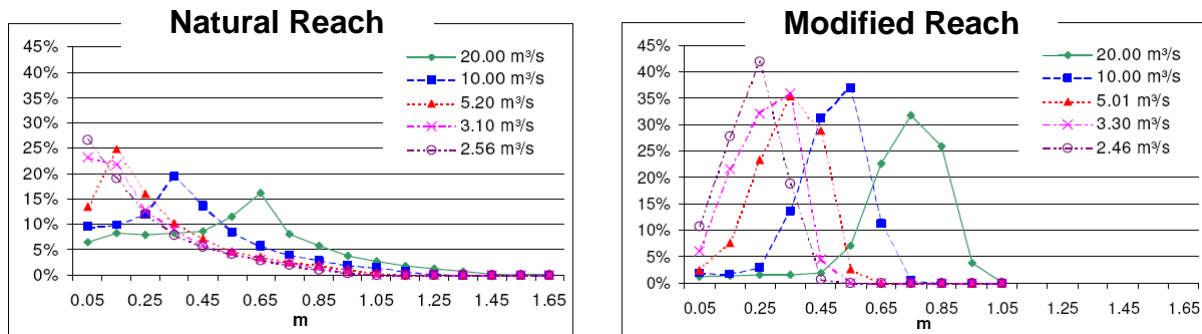 Natural Reach
45%
40%
35%
30%
25%
20%
15%
10%
5%
0%
20.00 m³/s
10.00 m³/s
5.20 m³/s
3.10 m³/s
2.56 m³/s
0.05 0.25 0.45 0.65 0.85 1.05 1.25 1.45 1.65
m
Modified Reach
45%
40%
35%
30%
25%
20%
15%
10%
5%
0%
20.00 m³/s
10.00 m³/s
5.01 m³/s
3.30 m³/s
2.46 m³/s
0.05 0.25 0.45 0.65 0.85 1.05 1.25 1.45 1.65
m